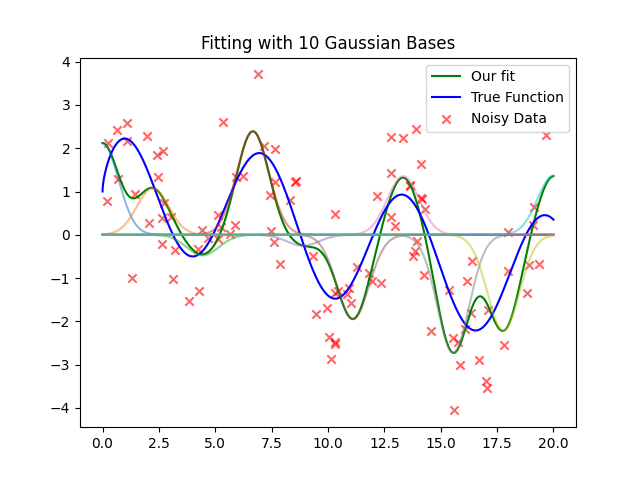 Fitting with 10 Gaussian Bases
Our fit
True Function
Noisy Data
4
3
2
1
0
−1
−2
−3
−4
0.0 2.5 5.0 7.5 10.0 12.5 15.0 17.5 20.0